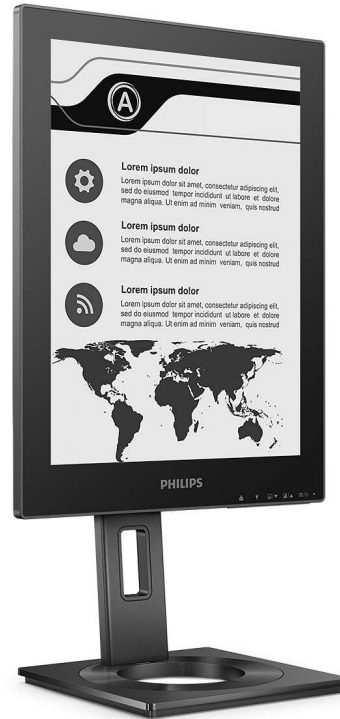 A
Lorem ipsum dolor
Lorem ipsum dolor sit amet, consectetur adipiscing elit,
sed do eiusmod tempor incididunt ut labore et dolore
magna aliqua. Ut enim ad minim veniam, quis nostrud
Lorem ipsum dolor
Lorem ipsum dolor sit amet, consectetur adipiscing elit,
sed do eiusmod tempor incididunt ut labore et dolore
magna aliqua. Ut enim ad minim veniam, quis nostrud
Lorem ipsum dolor
Lorem ipsum dolor sit amet, consectetur adipiscing elit,
sed do eiusmod tempor incididunt ut labore et dolore
magna aliqua. Ut enim ad minim veniam, quis nostrud
PHILIPS